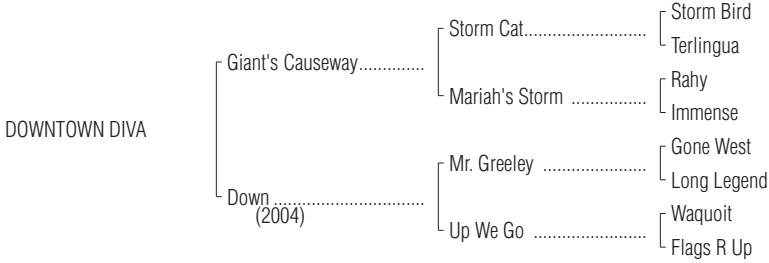 Storm Bird
Storm Cat..........................
Terlingua
Giant's Causeway..............
Rahy
Mariah's Storm ................
Immense
DOWNTOWN DIVA
Gone West
Mr. Greeley ......................
Long Legend
Down ................................
(2004)
Waquoit
Up We Go ........................
Flags R Up